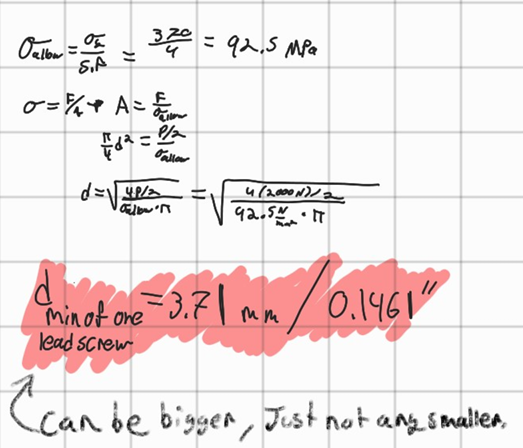 σallow = σy/S.F = 370/4 = 92.5 MPa
σ = F/A → A = F/σallow
π/4 d² = P/2/σallow
d = √(4P/2/σallow·π) = √(4(2000N)/2/92.5 N/mm²·π)
d min of one lead screw = 3.71 mm / 0.1461"
Can be bigger, Just not any smaller.